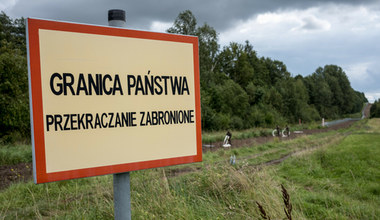 GRANICA PAŃSTWA
PRZEKRACZANIE ZABRONIONE